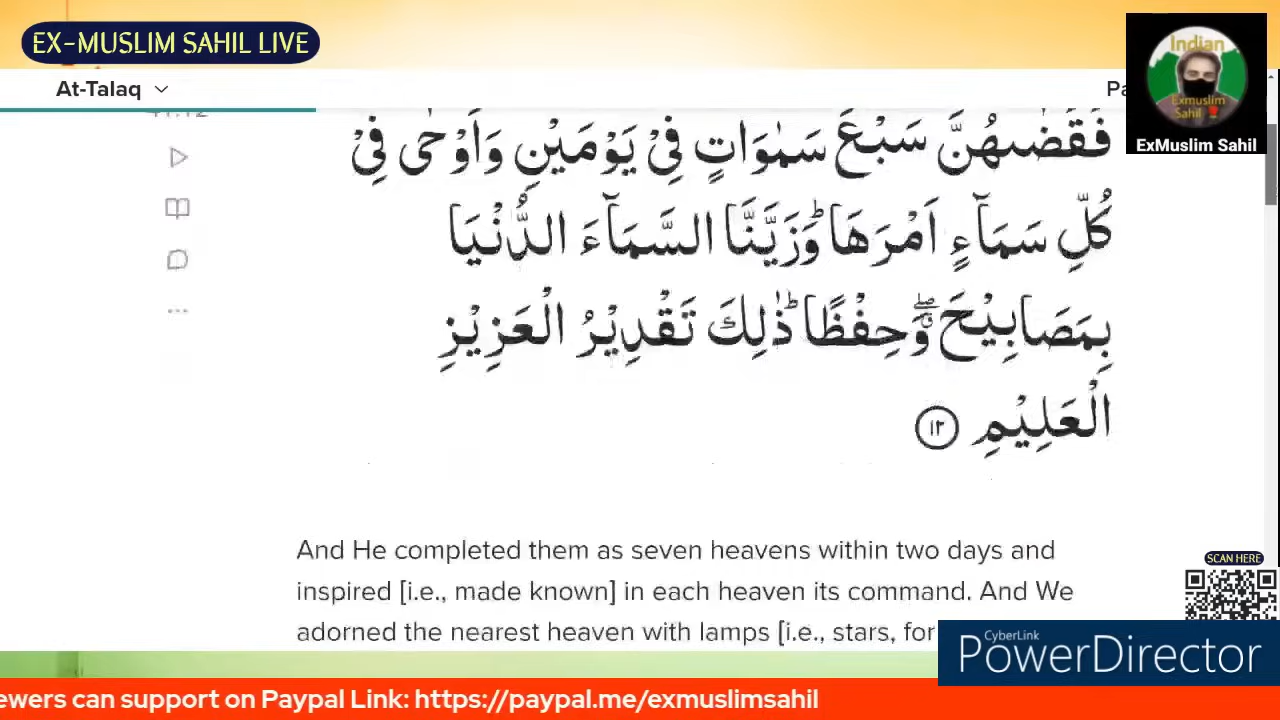 EX-MUSLIM SAHIL LIVE
At-Talaq
Indian
Exmuslim
Sahil
ExMuslim Sahil
فَقَضٰىهُنَّ سَبْعَ سَمٰوَاتٍ فِيْ يَوْمَيْنِ وَاَوْحٰى فِيْ
كُلِّ سَمَآءٍ اَمْرَهَا ؕ وَزَيَّنَّا السَّمَآءَ الدُّنْيَا
بِمَصَابِيْحَ ۖۗ وَحِفْظًا ؕ ذٰلِكَ تَقْدِيْرُ الْعَزِيْزِ
الْعَلِيْمِ ۱۲
And He completed them as seven heavens within two days and
inspired [i.e., made known] in each heaven its command. And We
adorned the nearest heaven with lamps [i.e., stars, for
SCAN HERE
CyberLink
PowerDirector
can support on Paypal Link: https://paypal.me/exmuslimsahil